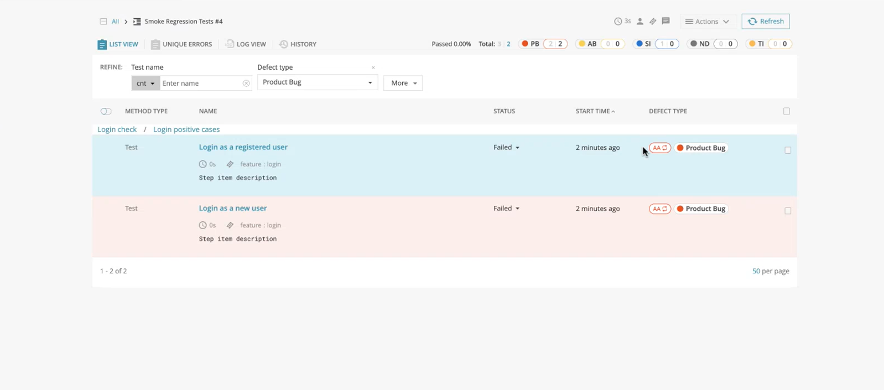 All > Smoke Regression Tests #4 3s Actions Refresh
LIST VIEW UNIQUE ERRORS LOG VIEW HISTORY Passed 0.00% Total: 3 2 PB 2 2 AB 0 0 SI 1 0 ND 0 0 TI 0 0
REFINE: Test name Defect type ×
cnt Enter name Product Bug More
METHOD TYPE NAME STATUS START TIME DEFECT TYPE
Login check / Login positive cases
Test Login as a registered user Failed 2 minutes ago AA Product Bug
0s feature : login
Step item description
Test Login as a new user Failed 2 minutes ago AA Product Bug
0s feature : login
Step item description
1 - 2 of 2 50 per page